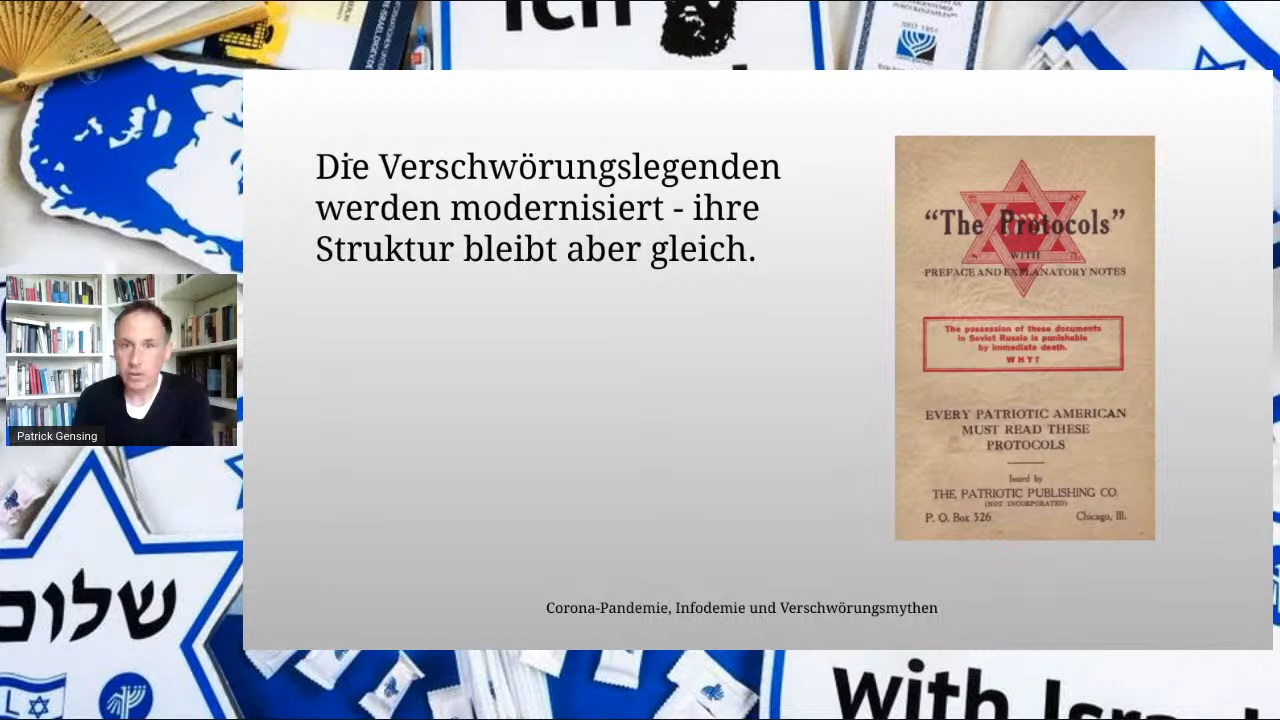 ich
Die Verschwörungslegenden
werden modernisiert - ihre
Struktur bleibt aber gleich.
“The Protocols”
WITH
PREFACE AND EXPLANATORY NOTES
The possession of these documents
in Soviet Russia is punishable
by immediate death.
WHY?
EVERY PATRIOTIC AMERICAN
MUST READ THESE
PROTOCOLS
Issued by
THE PATRIOTIC PUBLISHING CO.
(NOT INCORPORATED)
P. O. Box 526 Chicago, Ill.
Patrick Gensing
Corona-Pandemie, Infodemie und Verschwörungsmythen
שלום
with Israel